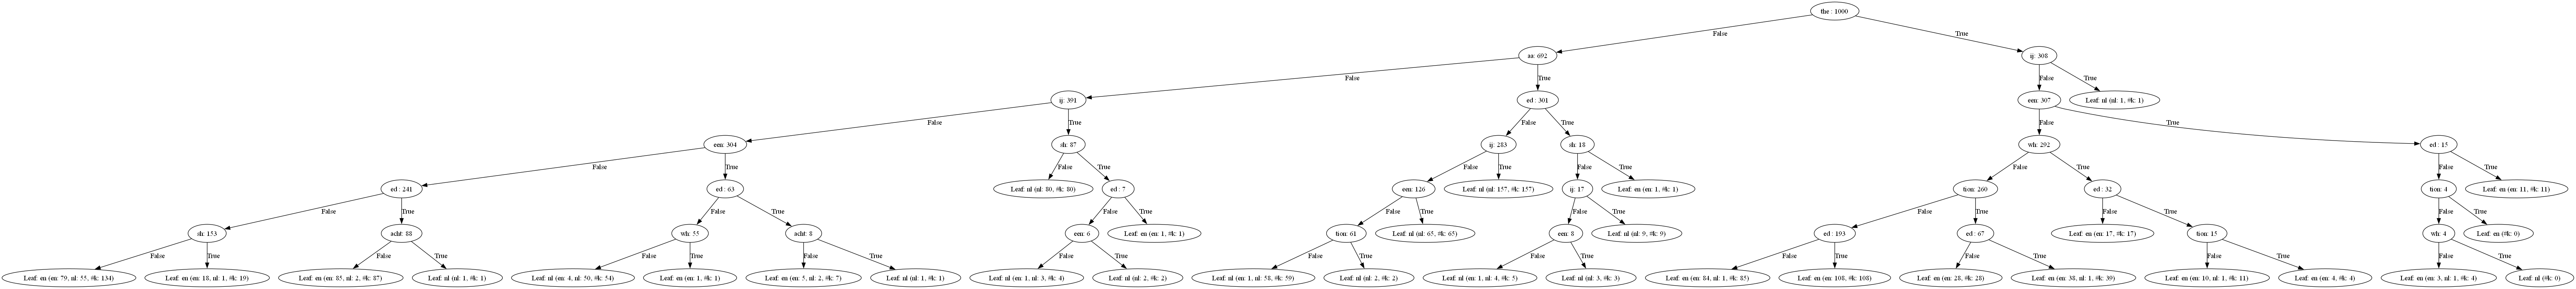 the : 1000
False
True
aa: 692
ij: 308
False
True
False
True
ij: 391
ed : 301
een: 307
Leaf: nl (nl: 1, #k: 1)
False
True
False
True
False
True
een: 304
sh: 87
ij: 283
sh: 18
wh: 292
ed : 15
False
True
False
True
False
True
False
True
False
True
False
True
ed : 241
ed : 63
Leaf: nl (nl: 80, #k: 80)
ed : 7
een: 126
Leaf: nl (nl: 157, #k: 157)
ij: 17
Leaf: en (en: 1, #k: 1)
tion: 260
ed : 32
tion: 4
Leaf: en (en: 11, #k: 11)
False
True
False
True
False
True
False
True
False
True
False
True
False
True
False
True
sh: 153
acht: 88
wh: 55
acht: 8
een: 6
Leaf: en (en: 1, #k: 1)
tion: 61
Leaf: nl (nl: 65, #k: 65)
een: 8
Leaf: nl (nl: 9, #k: 9)
ed : 193
ed : 67
Leaf: en (en: 17, #k: 17)
tion: 15
wh: 4
Leaf: en (#k: 0)
False
True
False
True
False
True
False
True
False
True
False
True
False
True
False
True
False
True
False
True
False
True
Leaf: en (en: 79, nl: 55, #k: 134)
Leaf: en (en: 18, nl: 1, #k: 19)
Leaf: en (en: 85, nl: 2, #k: 87)
Leaf: nl (nl: 1, #k: 1)
Leaf: nl (en: 4, nl: 50, #k: 54)
Leaf: en (en: 1, #k: 1)
Leaf: en (en: 5, nl: 2, #k: 7)
Leaf: nl (nl: 1, #k: 1)
Leaf: nl (en: 1, nl: 3, #k: 4)
Leaf: nl (nl: 2, #k: 2)
Leaf: nl (en: 1, nl: 58, #k: 59)
Leaf: nl (nl: 2, #k: 2)
Leaf: nl (en: 1, nl: 4, #k: 5)
Leaf: nl (nl: 3, #k: 3)
Leaf: en (en: 84, nl: 1, #k: 85)
Leaf: en (en: 108, #k: 108)
Leaf: en (en: 28, #k: 28)
Leaf: en (en: 38, nl: 1, #k: 39)
Leaf: en (en: 10, nl: 1, #k: 11)
Leaf: en (en: 4, #k: 4)
Leaf: en (en: 3, nl: 1, #k: 4)
Leaf: nl (#k: 0)